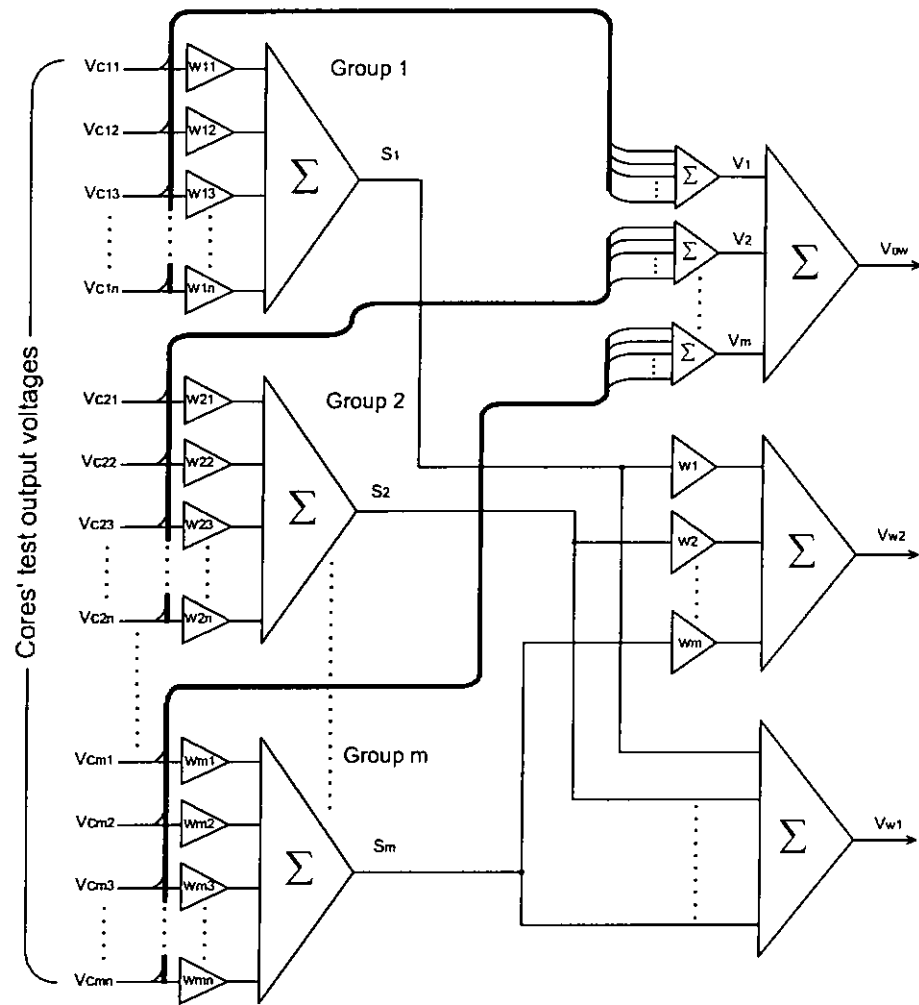 Cores' test output voltages
Group 1
VC11
W11
VC12
W12
VC13
W13
VC1n
W1n
Σ
S1
Group 2
VC21
W21
VC22
W22
VC23
W23
VC2n
W2n
Σ
S2
Group m
VCm1
Wm1
VCm2
Wm2
VCm3
Wm3
VCmn
Wmn
Σ
Sm
Σ
V1
Σ
V2
Σ
Vm
Σ
Vow
W1
W2
Wm
Σ
Vw2
Σ
Vw1